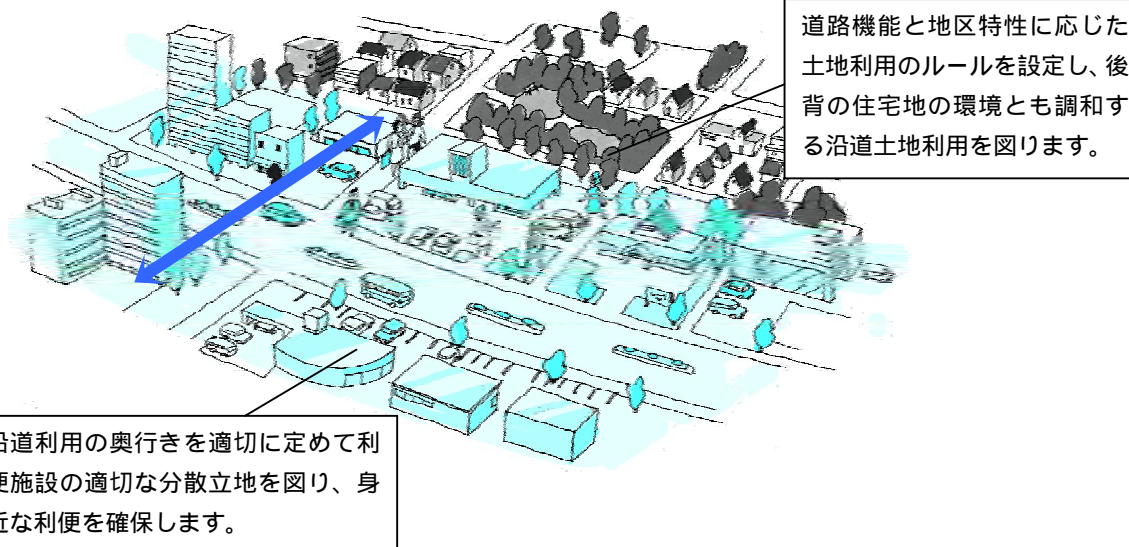 道路機能と地区特性に応じた
土地利用のルールを設定し、後
背の住宅地の環境とも調和す
る沿道土地利用を図ります。
沿道利用の奥行きを適切に定めて利
便施設の適切な分散立地を図り、身
近な利便を確保します。